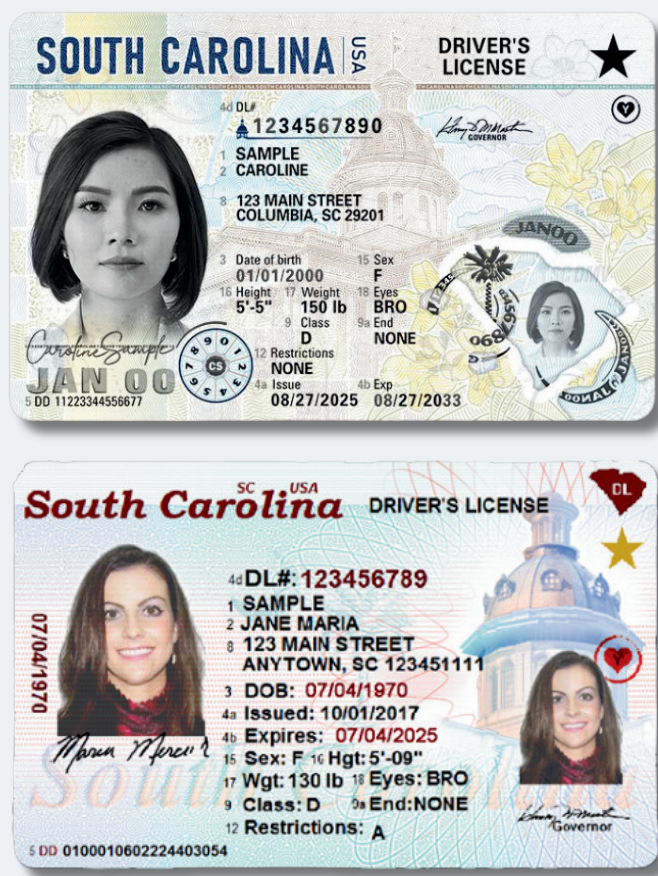 SOUTH CAROLINA USA
DRIVER'S LICENSE
4d DL#
1234567890
GOVERNOR
1 SAMPLE
2 CAROLINE
8 123 MAIN STREET
COLUMBIA, SC 29201
JAN00
3 Date of birth 15 Sex
01/01/2000 F
16 Height 17 Weight 18 Eyes
5'-5" 150 lb BRO
9 Class 9a End
D NONE
12 Restrictions
NONE
Caroline Sample
CS
JAN 00
4a Issue 4b Exp
5 DD 11223344556677
08/27/2025 08/27/2033
SC USA
South Carolina DRIVER'S LICENSE
DL
4d DL#: 123456789
1 SAMPLE
2 JANE MARIA
8 123 MAIN STREET
ANYTOWN, SC 123451111
07/04/1970
3 DOB: 07/04/1970
4a Issued: 10/01/2017
4b Expires: 07/04/2025
15 Sex: F 16 Hgt: 5'-09"
17 Wgt: 130 lb 18 Eyes: BRO
9 Class: D 9a End: NONE
12 Restrictions: A
Governor
5 DD 0100010602224403054